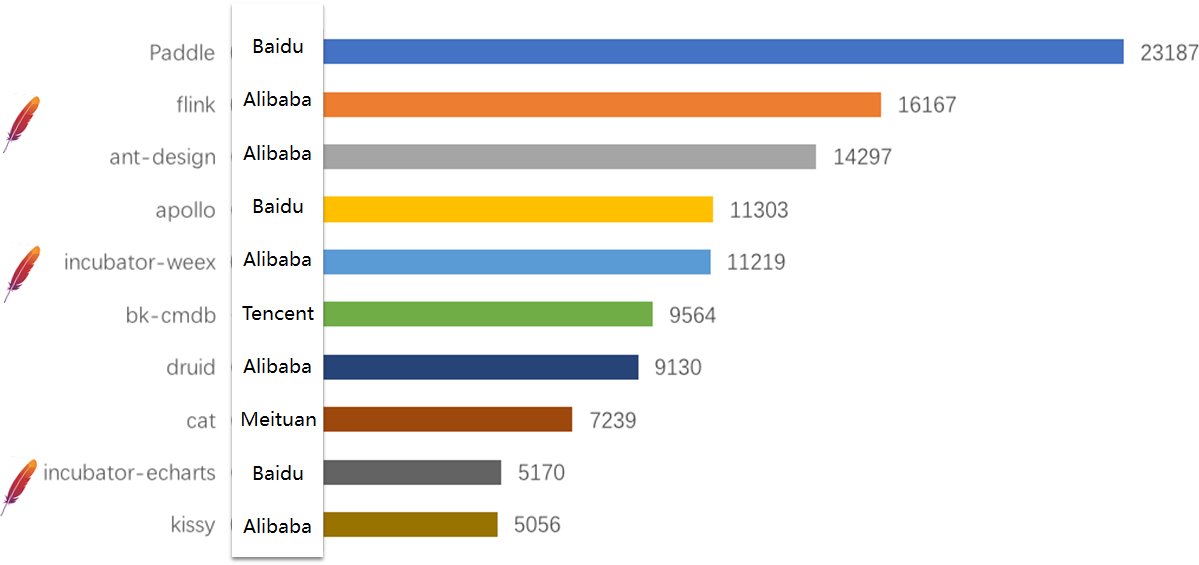 Paddle Baidu 23187
flink Alibaba 16167
ant-design Alibaba 14297
apollo Baidu 11303
incubator-weex Alibaba 11219
bk-cmdb Tencent 9564
druid Alibaba 9130
cat Meituan 7239
incubator-echarts Baidu 5170
kissy Alibaba 5056